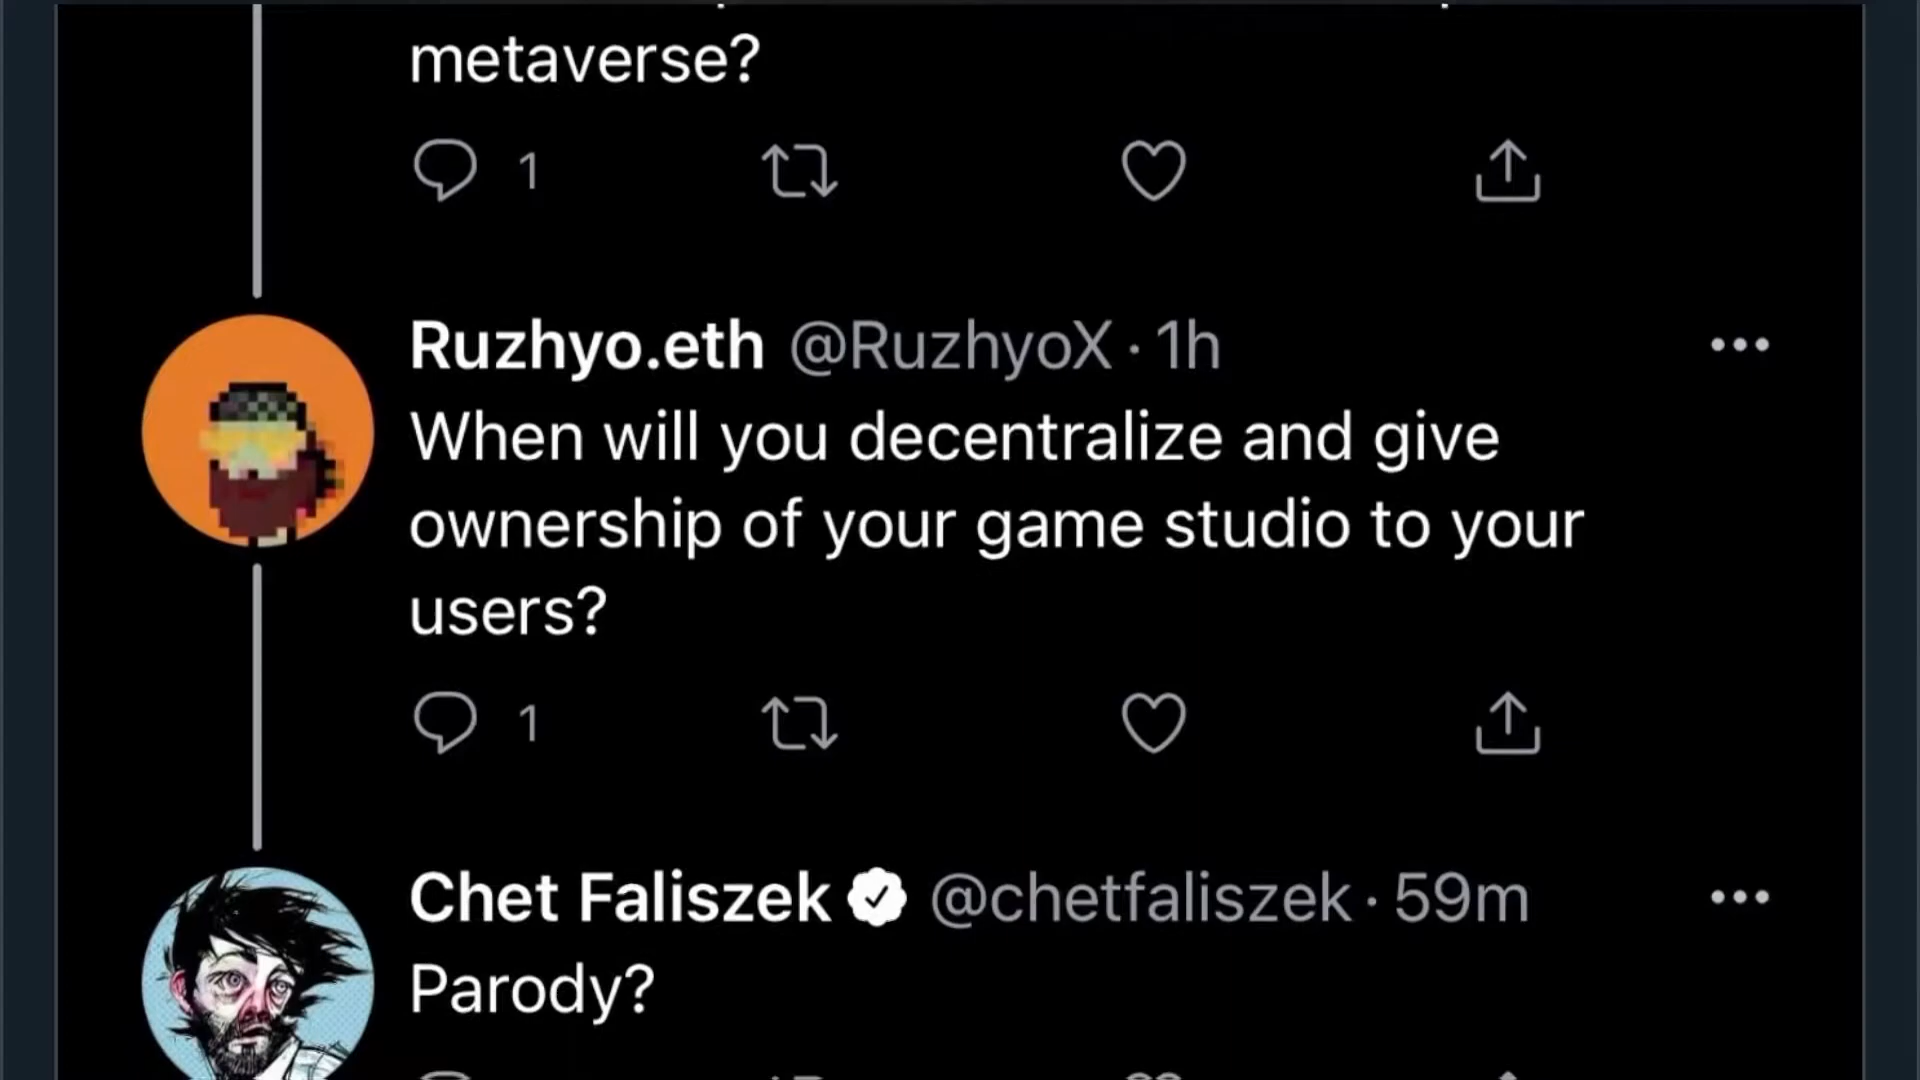 metaverse?
1
Ruzhyo.eth @RuzhyoX · 1h
When will you decentralize and give
ownership of your game studio to your
users?
1
Chet Faliszek @chetfaliszek · 59m
Parody?